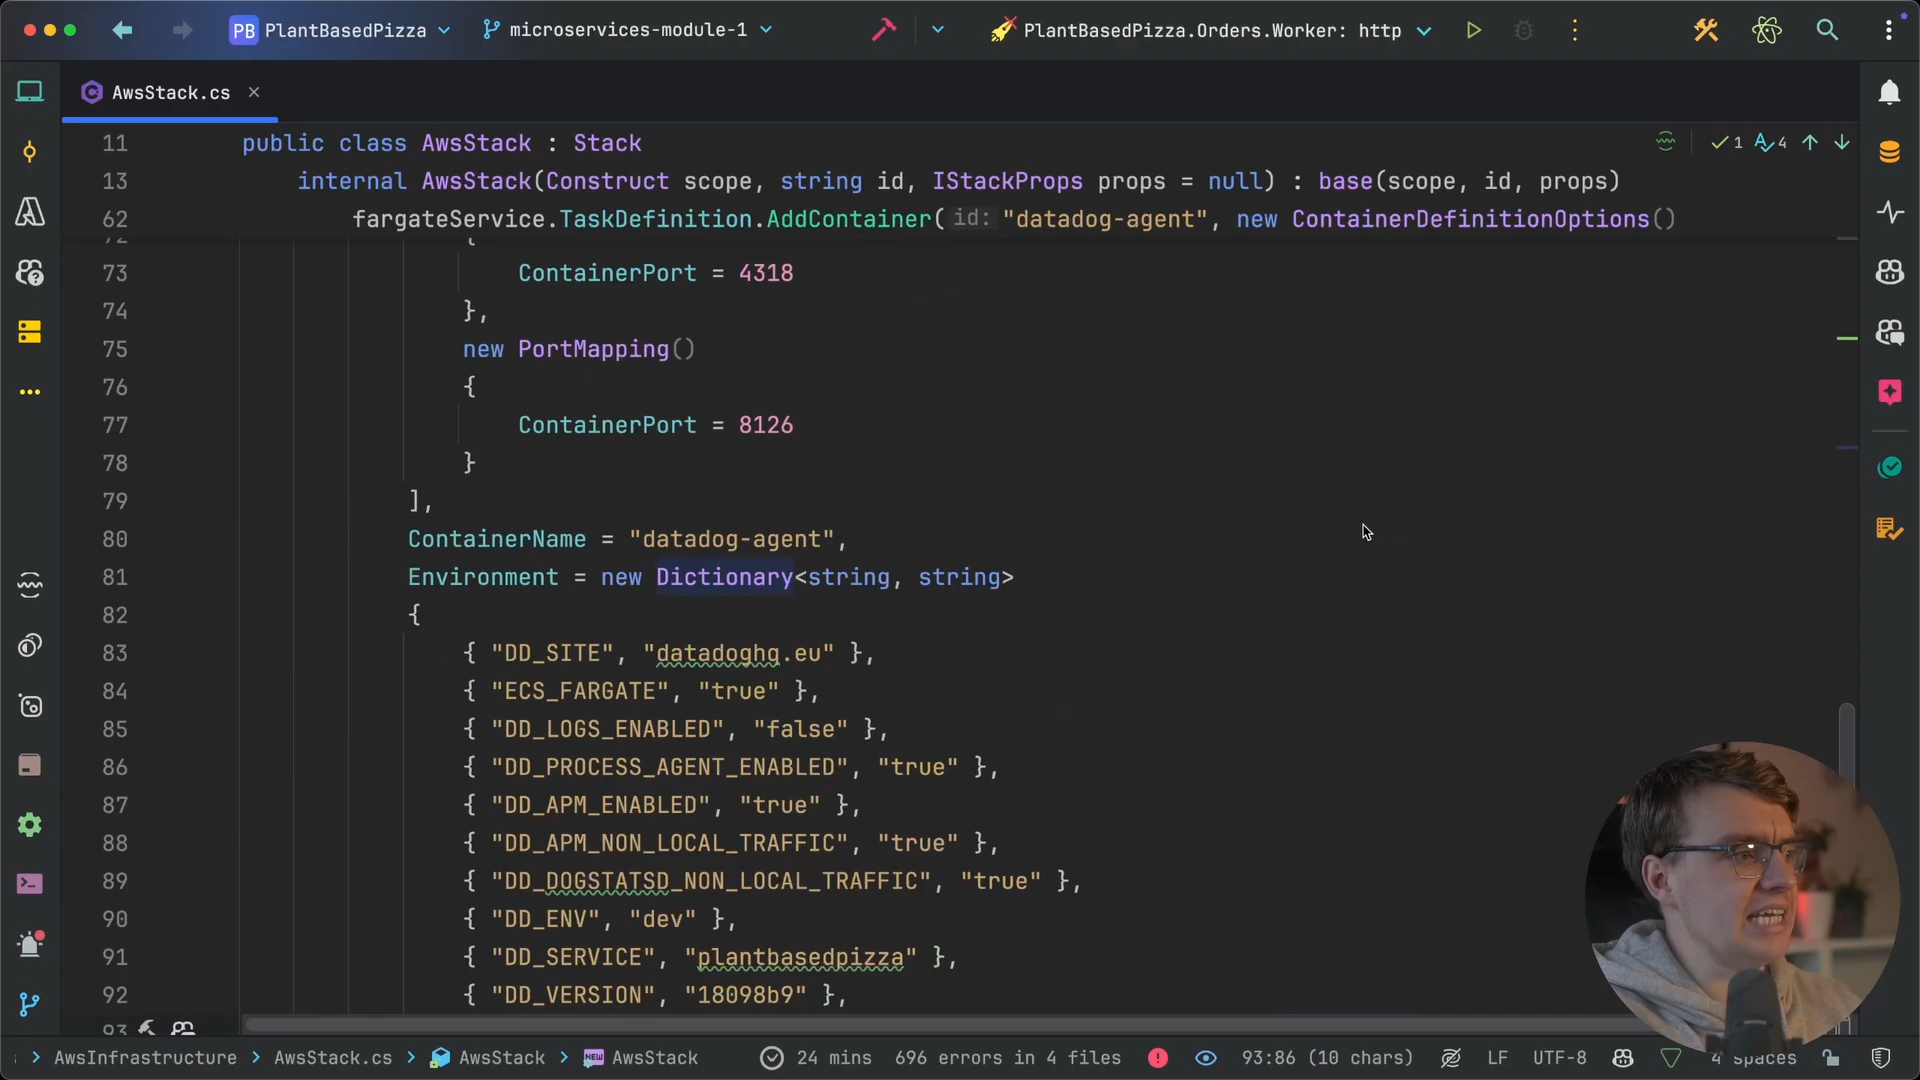 PB PlantBasedPizza
microservices-module-1
PlantBasedPizza.Orders.Worker: http
AwsStack.cs
11 public class AwsStack : Stack
1 4
13 internal AwsStack(Construct scope, string id, IStackProps props = null) : base(scope, id, props)
62 fargateService.TaskDefinition.AddContainer( id: "datadog-agent", new ContainerDefinitionOptions()
72 {
73 ContainerPort = 4318
74 },
75 new PortMapping()
76 {
77 ContainerPort = 8126
78 }
79 ],
80 ContainerName = "datadog-agent",
81 Environment = new Dictionary<string, string>
82 {
83 { "DD_SITE", "datadoghq.eu" },
84 { "ECS_FARGATE", "true" },
85 { "DD_LOGS_ENABLED", "false" },
86 { "DD_PROCESS_AGENT_ENABLED", "true" },
87 { "DD_APM_ENABLED", "true" },
88 { "DD_APM_NON_LOCAL_TRAFFIC", "true" },
89 { "DD_DOGSTATSD_NON_LOCAL_TRAFFIC", "true" },
90 { "DD_ENV", "dev" },
91 { "DD_SERVICE", "plantbasedpizza" },
92 { "DD_VERSION", "18098b9" },
93
AwsInfrastructure > AwsStack.cs > AwsStack > AwsStack
24 mins
696 errors in 4 files
93:86 (10 chars)
LF
UTF-8
4 spaces